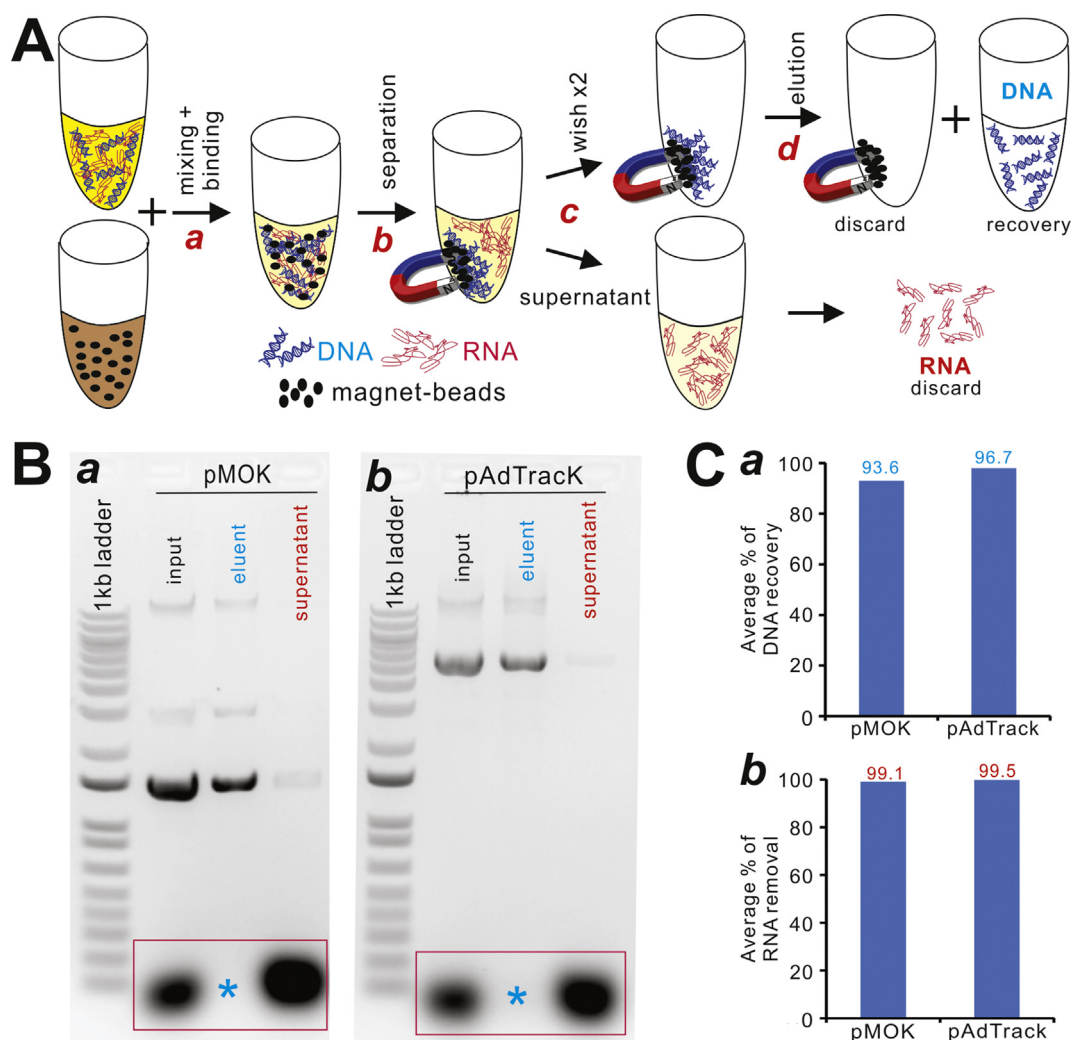 A
mixing +
binding
a
separation
b
wish x2
c
supernatant
elution
d
DNA
discard
recovery
N
N
N
DNA
RNA
magnet-beads
RNA
discard
B
a
pMOK
1kb ladder
input
eluent
supernatant
*
b
pAdTracK
1kb ladder
input
eluent
supernatant
*
C
a
Average % of
DNA recovery
100
80
60
40
20
0
93.6
96.7
pMOK
pAdTrack
b
Average % of
RNA removal
100
80
60
40
20
0
99.1
99.5
pMOK
pAdTrack